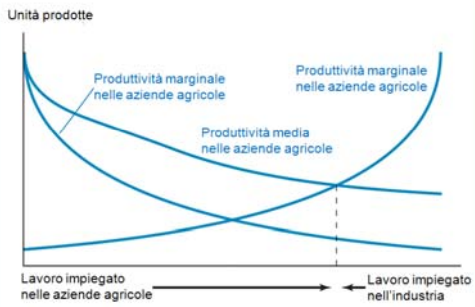 Unità prodotte
Produttività marginale
nelle aziende agricole
Produttività marginale
nelle aziende agricole
Produttività media
nelle aziende agricole
Lavoro impiegato
nelle aziende agricole
Lavoro impiegato
nell'industria